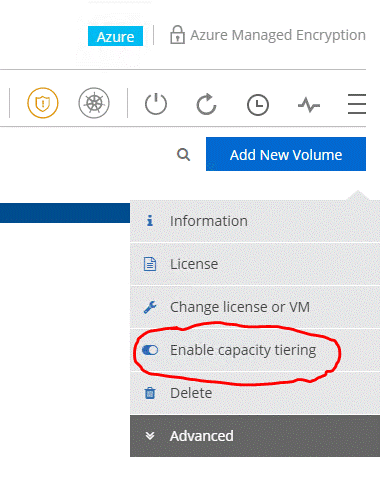 Azure Azure Managed Encryption
Add New Volume
Information
License
Change license or VM
Enable capacity tiering
Delete
Advanced